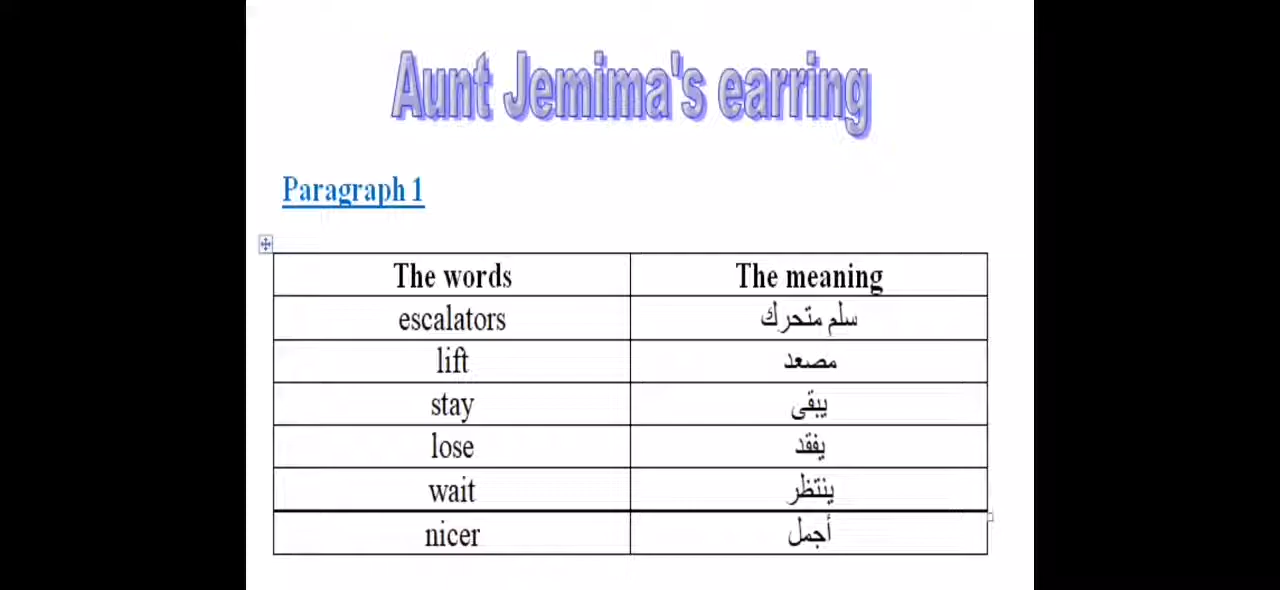 Aunt Jemima's earring
Paragraph 1
The words The meaning
escalators سلم متحرك
lift مصعد
stay يبقى
lose يفقد
wait ينتظر
nicer أجمل